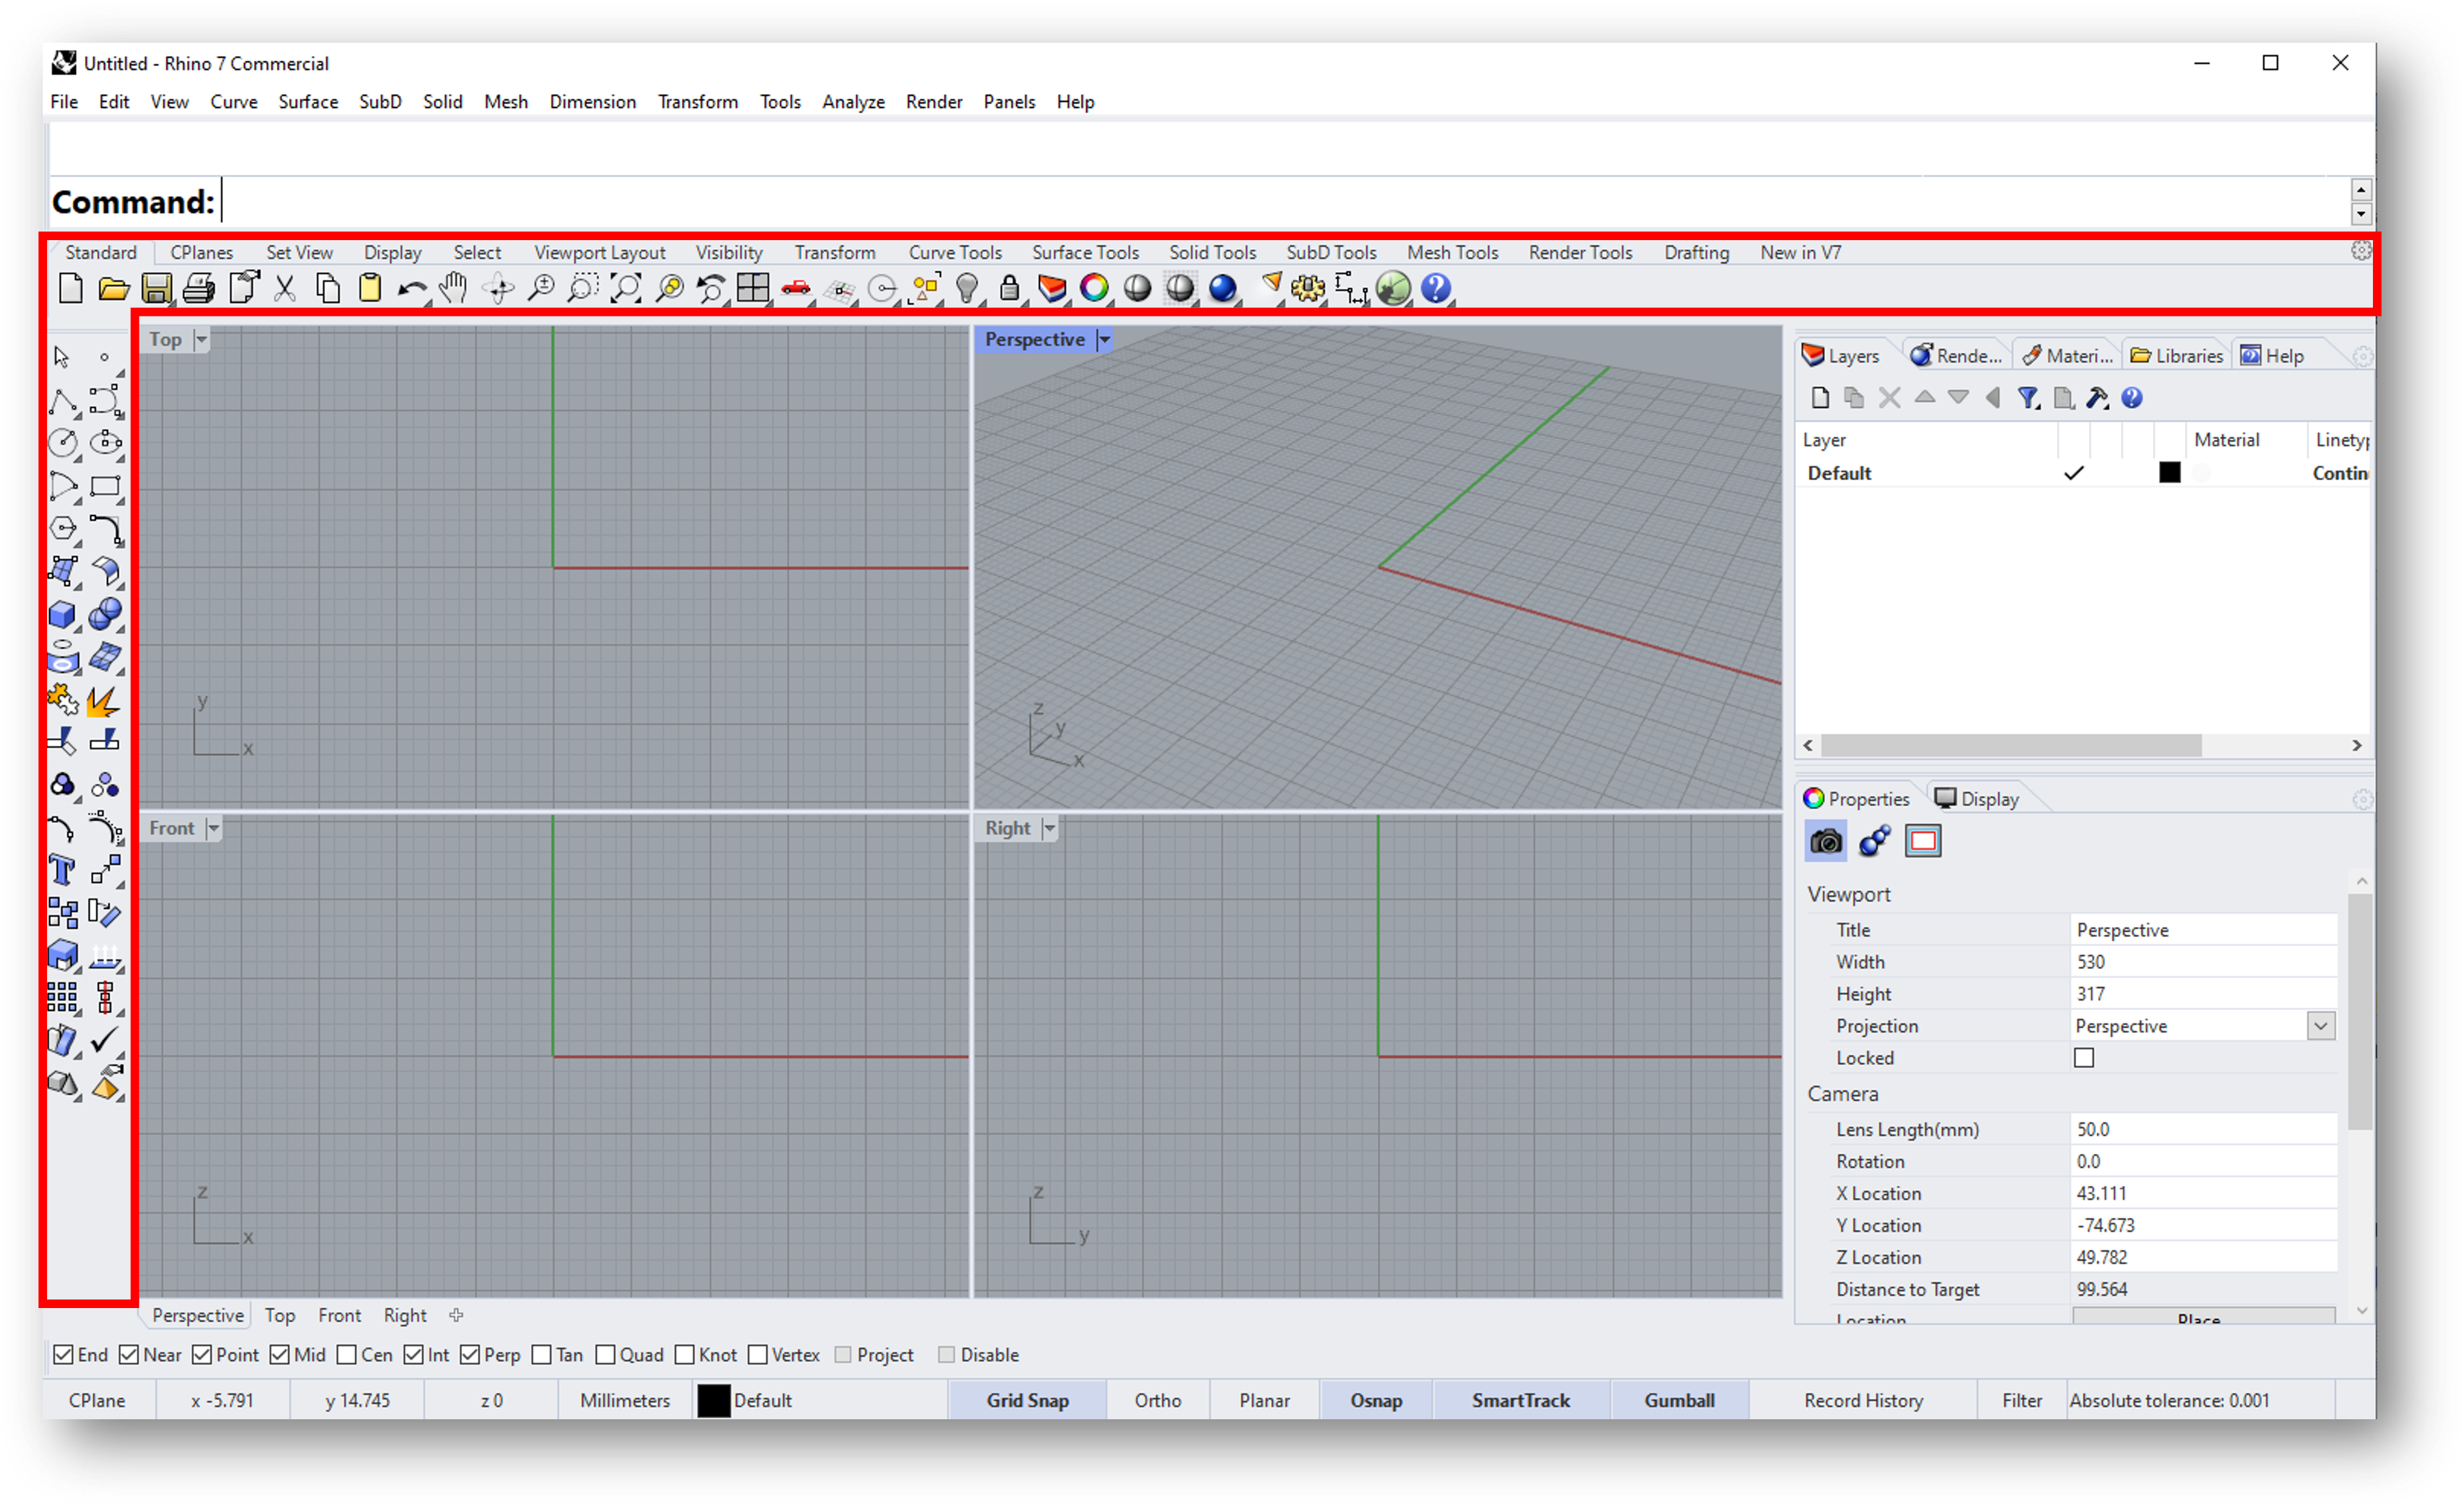 Untitled - Rhino 7 Commercial
File Edit View Curve Surface SubD Solid Mesh Dimension Transform Tools Analyze Render Panels Help
Command:
Standard CPlanes Set View Display Select Viewport Layout Visibility Transform Curve Tools Surface Tools Solid Tools SubD Tools Mesh Tools Render Tools Drafting New in V7
Top
y
x
Perspective
z
y
x
Front
z
x
Right
z
y
Layers Rende... Materi... Libraries Help
Layer Material Linetyp
Default Contin
Properties Display
Viewport
Title Perspective
Width 530
Height 317
Projection Perspective
Locked
Camera
Lens Length(mm) 50.0
Rotation 0.0
X Location 43.111
Y Location -74.673
Z Location 49.782
Distance to Target 99.564
Location Place
Perspective Top Front Right
End Near Point Mid Cen Int Perp Tan Quad Knot Vertex Project Disable
CPlane x -5.791 y 14.745 z 0 Millimeters Default Grid Snap Ortho Planar Osnap SmartTrack Gumball Record History Filter Absolute tolerance: 0.001